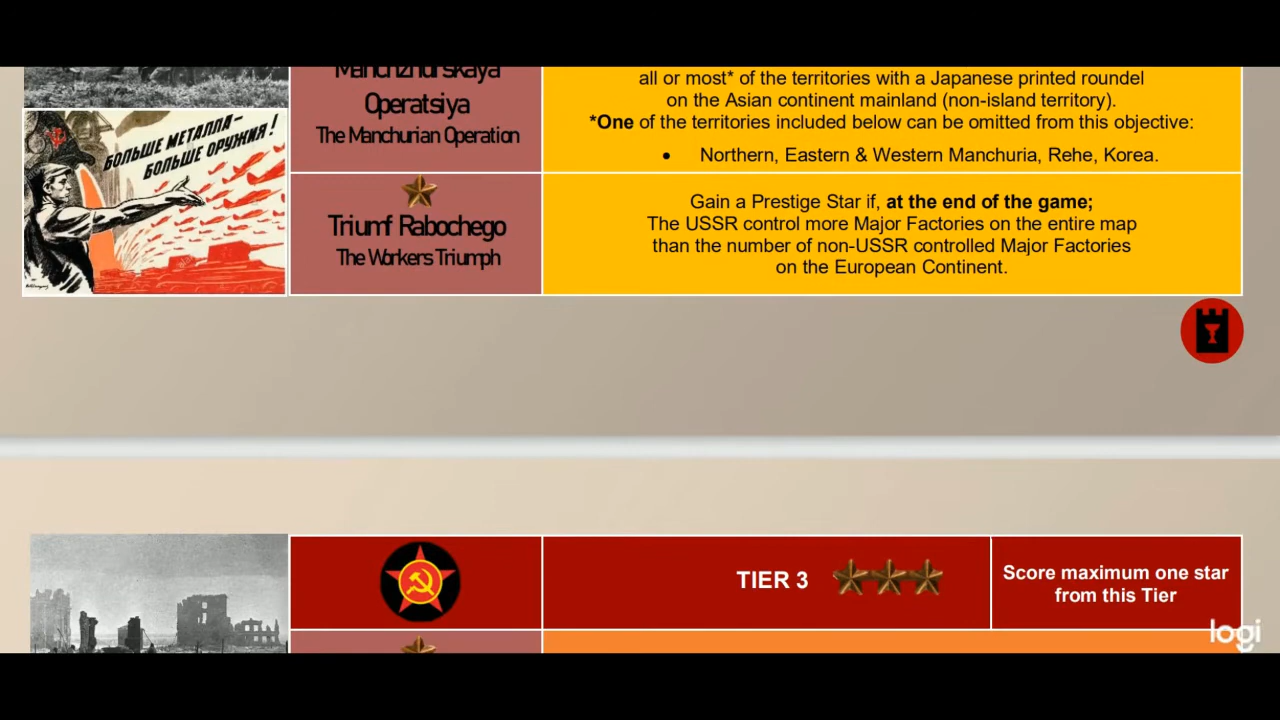 Manchzhurskaya
Operatsiya
The Manchurian Operation
all or most* of the territories with a Japanese printed roundel
on the Asian continent mainland (non-island territory).
*One of the territories included below can be omitted from this objective:
• Northern, Eastern & Western Manchuria, Rehe, Korea.
БОЛЬШЕ МЕТАЛЛА–
БОЛЬШЕ ОРУЖИЯ!
Triumf Rabochego
The Workers Triumph
Gain a Prestige Star if, at the end of the game;
The USSR control more Major Factories on the entire map
than the number of non-USSR controlled Major Factories
on the European Continent.
TIER 3
Score maximum one star
from this Tier
logi